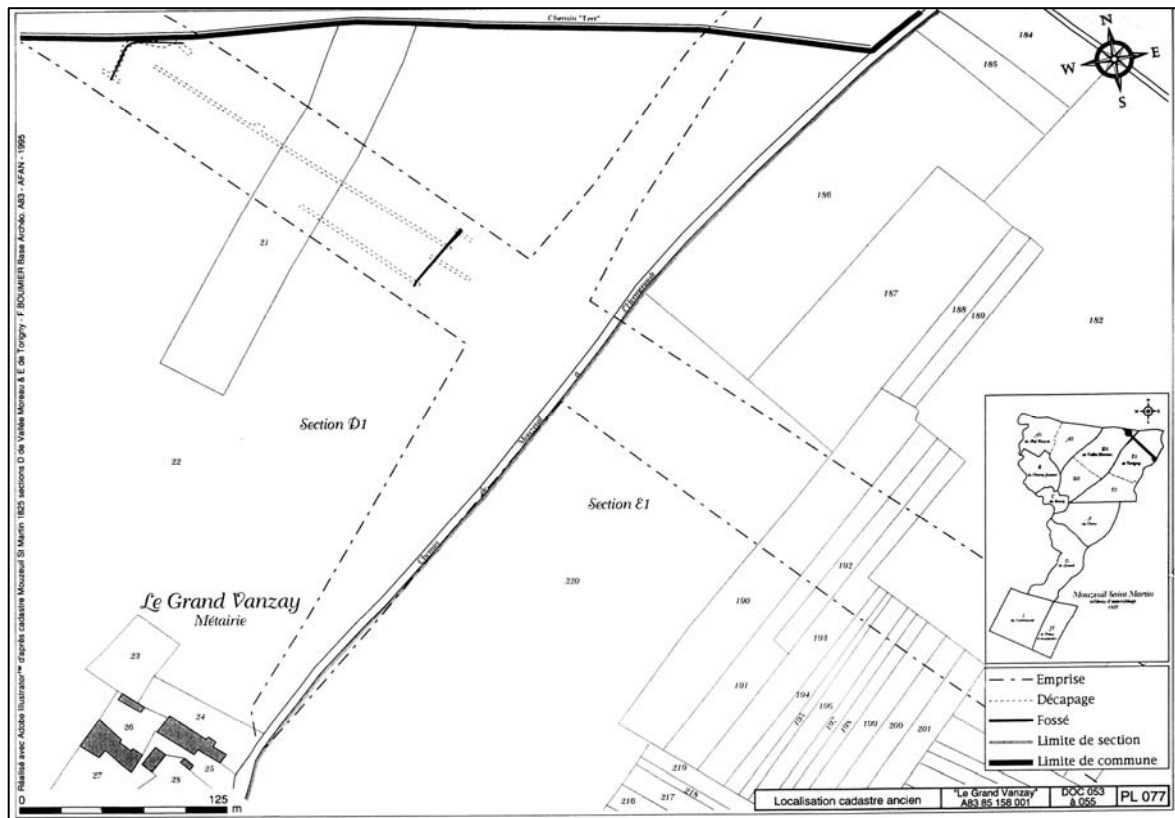 Chemin "Vert"
N
W E
S
184
185
186
21
187
188
189
182
Section D1
22
Section E1
220
Chemin de Mouzeuil à
192
190
193
191
194
195
196
198
199
200
201
219
218
217
216
Le Grand Vanzay
Métairie
23
24
26
25
27
28
Mouzeuil Saint Martin
Emprise
Décapage
Fossé
Limite de section
Limite de commune
0 125
m
Localisation cadastre ancien
"Le Grand Vanzay"
A83 85 158 001
DOC 053
à 055
PL 077
Réalisé avec Adobe Illustrator™ d'après cadastre Mouzeuil St Martin 1825 sections D de Vallée Moreau & E de Torigny - F.BOUMIER Base Archéo. A83 - AFAN - 1995